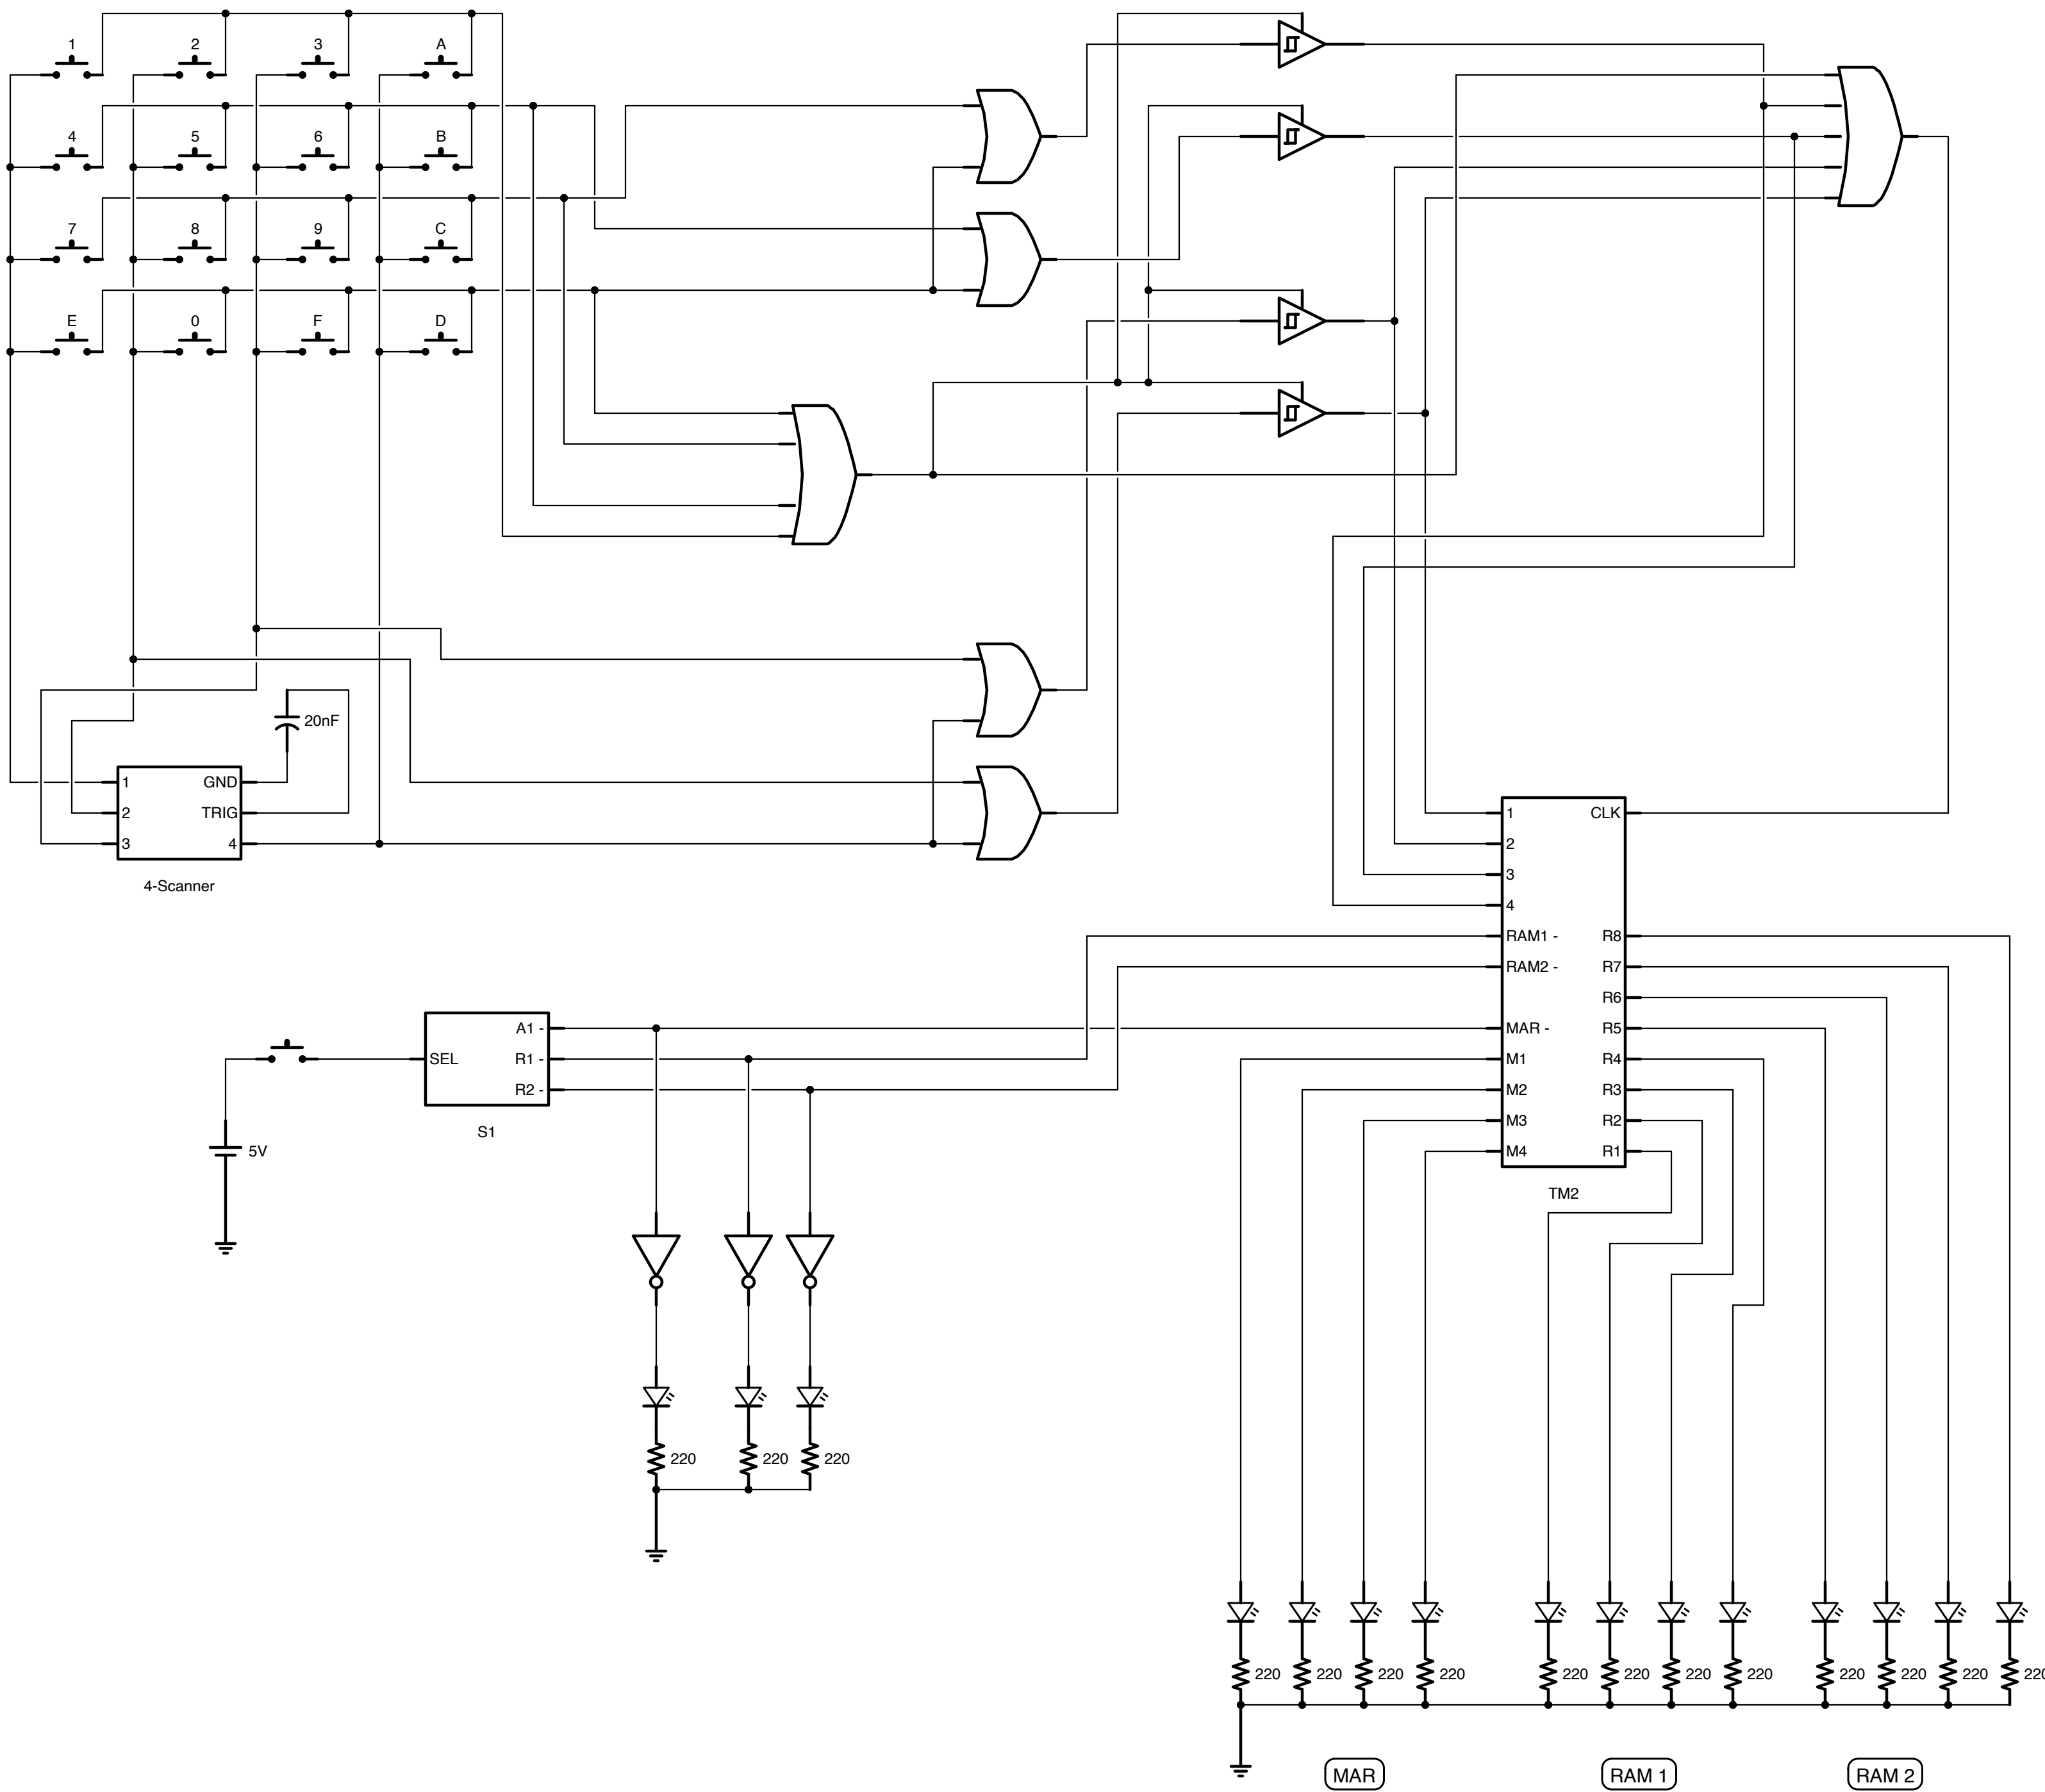 1 2 3 A
4 5 6 B
7 8 9 C
E 0 F D
20nF
1 GND
2 TRIG
3 4
4-Scanner
1 CLK
2
3
4
RAM1 - R8
RAM2 - R7
R6
MAR - R5
M1 R4
M2 R3
M3 R2
M4 R1
TM2
A1 -
SEL R1 -
R2 -
S1
5V
220 220 220
220 220 220 220 220 220 220 220 220 220 220 220
MAR RAM 1 RAM 2